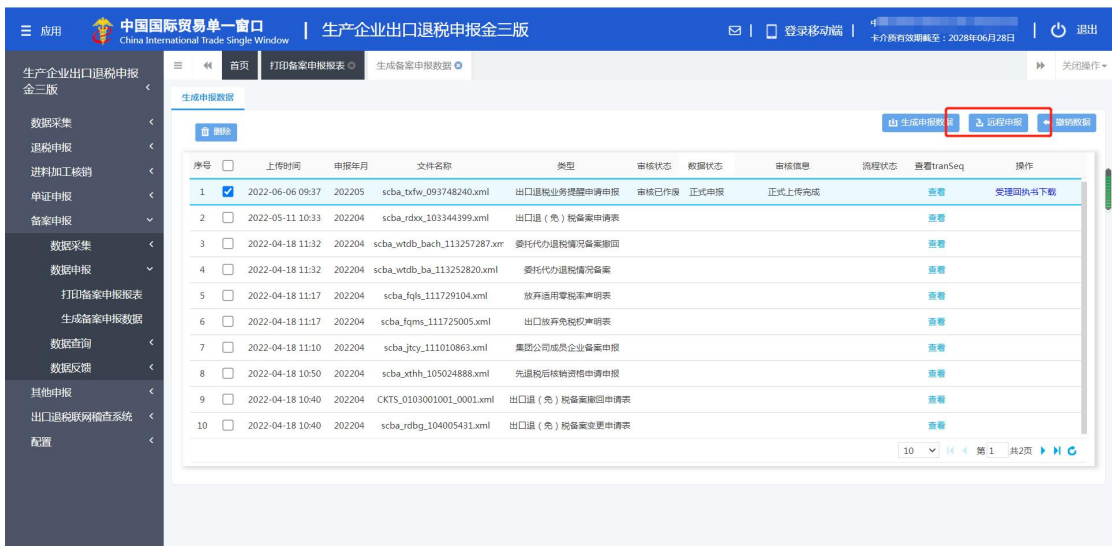 应用
中国国际贸易单一窗口
China International Trade Single Window
生产企业出口退税申报金三版
登录移动端
卡介质有效期截至：2028年06月28日
退出
生产企业出口退税申报
金三版
数据采集
退税申报
进料加工核销
单证申报
备案申报
数据采集
数据申报
打印备案申报报表
生成备案申报数据
数据查询
数据反馈
其他申报
出口退税联网稽查系统
配置
首页 打印备案申报报表 生成备案申报数据 关闭操作
生成申报数据
删除 生成申报数据 远程申报 撤销数据
序号 上传时间 申报年月 文件名称 类型 审核状态 数据状态 审核信息 流程状态 查看tranSeq 操作
1 2022-06-06 09:37 202205 scba_txfw_093748240.xml 出口退税业务提醒申请申报 审核已作废 正式申报 正式上传完成 查看 受理回执书下载
2 2022-05-11 10:33 202204 scba_rdxx_103344399.xml 出口退（免）税备案申请表 查看
3 2022-04-18 11:32 202204 scba_wtdb_bach_113257287.xm 委托代办退税情况备案撤回 查看
4 2022-04-18 11:32 202204 scba_wtdb_ba_113252820.xml 委托代办退税情况备案 查看
5 2022-04-18 11:17 202204 scba_fqls_111729104.xml 放弃适用零税率声明表 查看
6 2022-04-18 11:17 202204 scba_fqms_111725005.xml 出口放弃免税权声明表 查看
7 2022-04-18 11:10 202204 scba_jtcy_111010863.xml 集团公司成员企业备案申报 查看
8 2022-04-18 10:50 202204 scba_xthh_105024888.xml 先退税后核销资格申请申报 查看
9 2022-04-18 10:40 202204 CKTS_0103001001_0001.xml 出口退（免）税备案撤回申请表 查看
10 2022-04-18 10:40 202204 scba_rdbg_104005431.xml 出口退（免）税备案变更申请表 查看
10 第 1 共2页